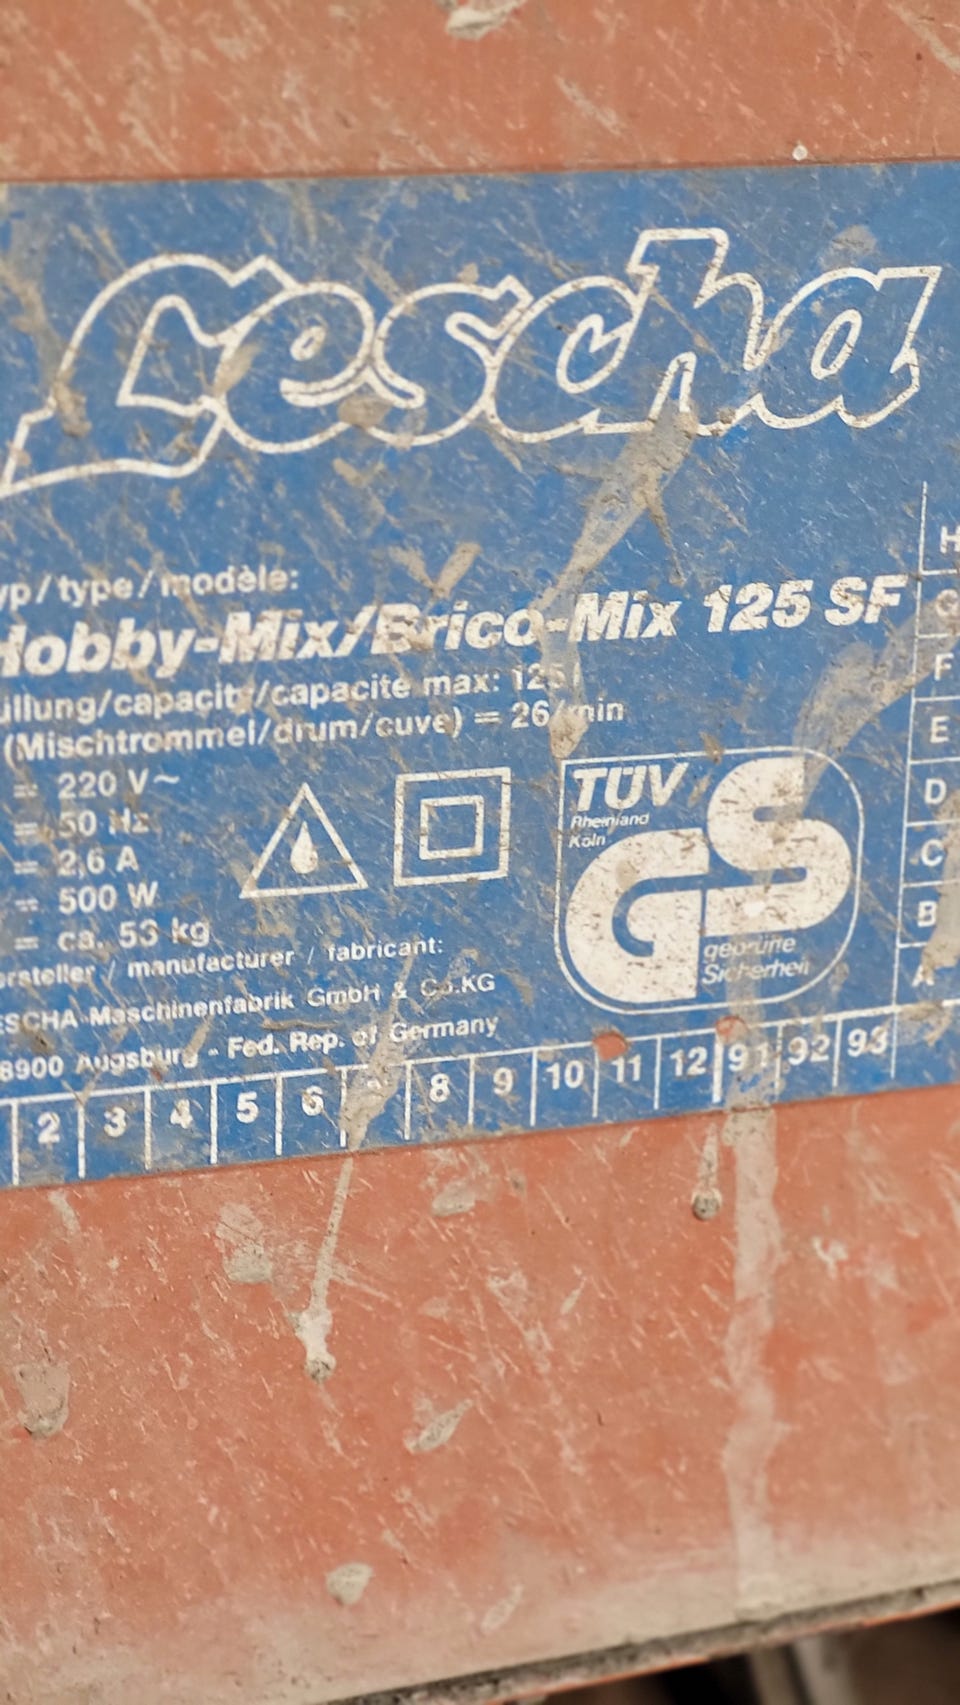 Lescha
yp / type / modèle:
Hobby-Mix/Brico-Mix 125 SF
üllung/capacity/capacite max: 125 l
(Mischtrommel/drum/cuve) = 26/min
= 220 V~
= 50 Hz
= 2,6 A
= 500 W
= ca. 53 kg
ersteller / manufacturer / fabricant:
ESCHA-Maschinenfabrik GmbH & Co.KG
8900 Augsburg - Fed. Rep. of Germany
TÜV
Rheinland
Köln
GS
geprüfte
Sicherheit
H
G
F
E
D
C
B
A
2 3 4 5 6 7 8 9 10 11 12 91 92 93